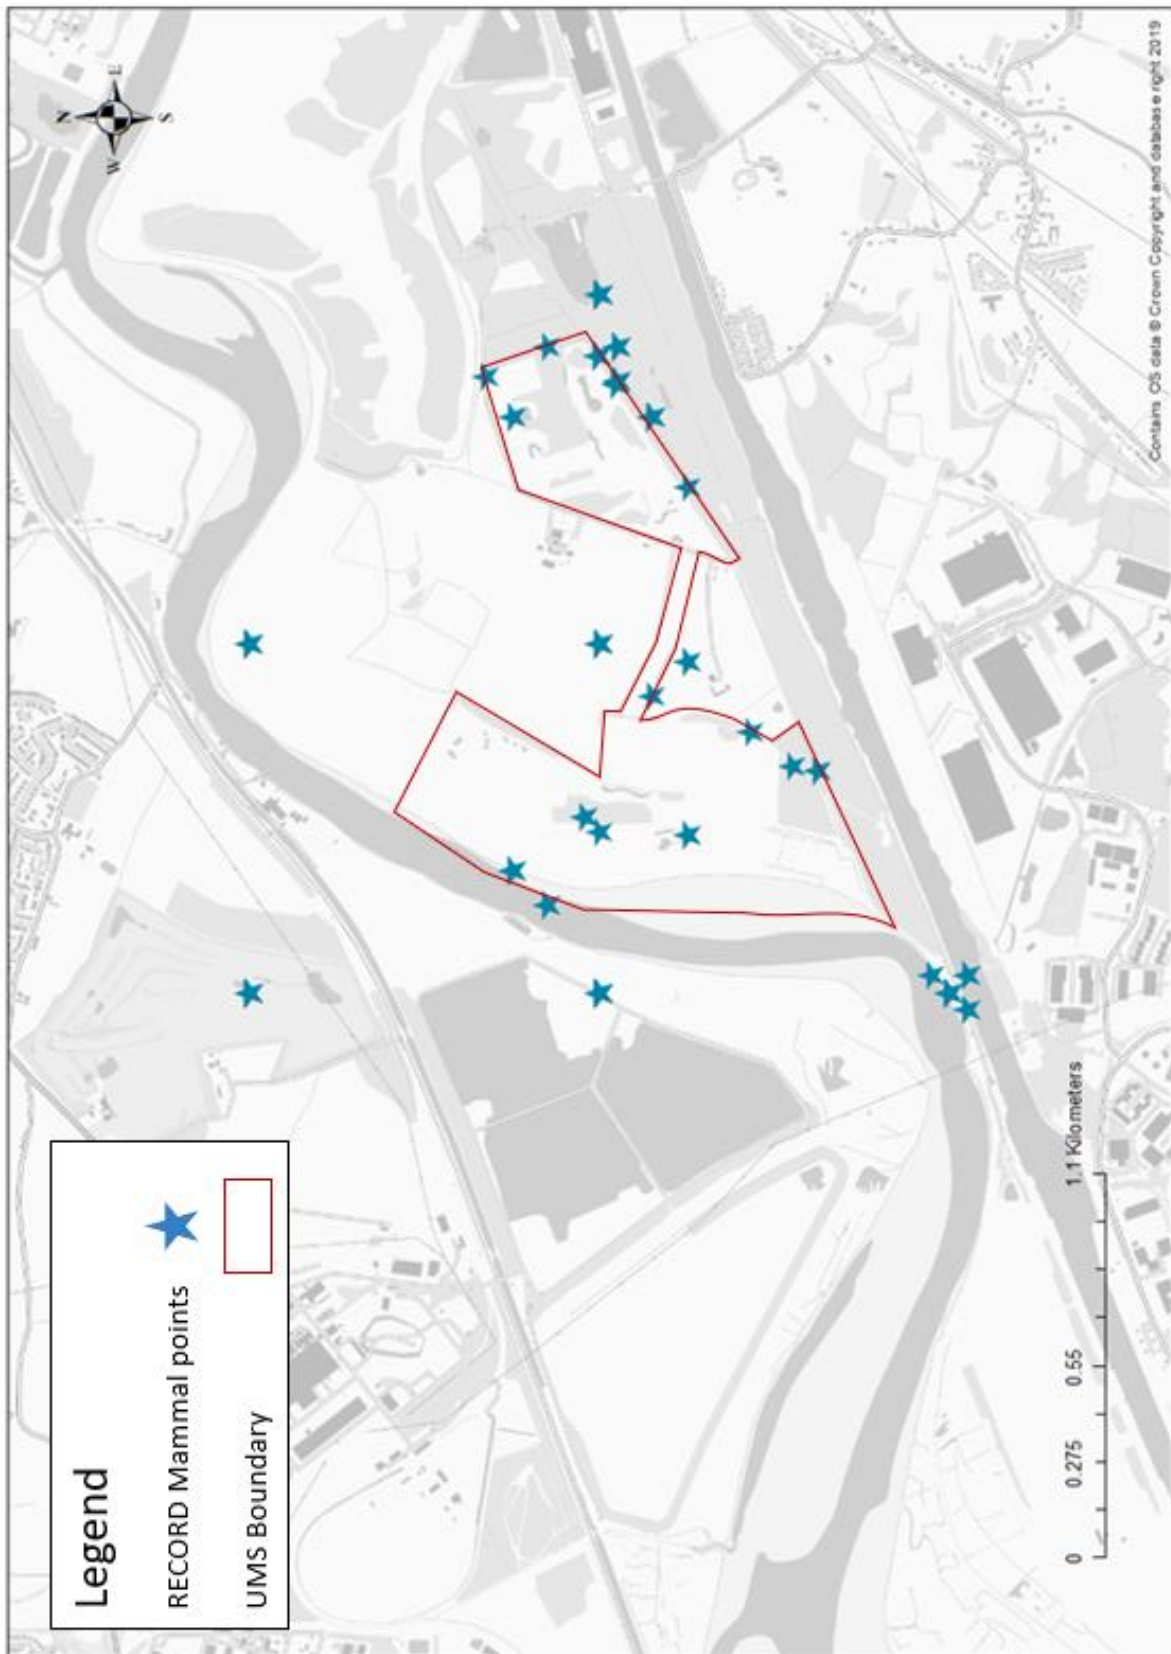 N
W
E
S
Legend
RECORD Mammal points
UMS Boundary
0 0.275 0.55 1.1 Kilometers
Contains OS data © Crown Copyright and database right 2019